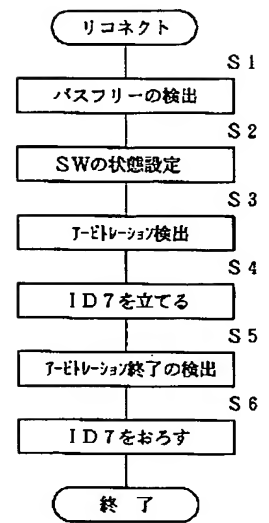 リコネクト
S1
バスフリーの検出
S2
SWの状態設定
S3
ｱｰﾋﾞﾄﾚｰｼｮﾝ検出
S4
ID7を立てる
S5
ｱｰﾋﾞﾄﾚｰｼｮﾝ終了の検出
S6
ID7をおろす
終 了